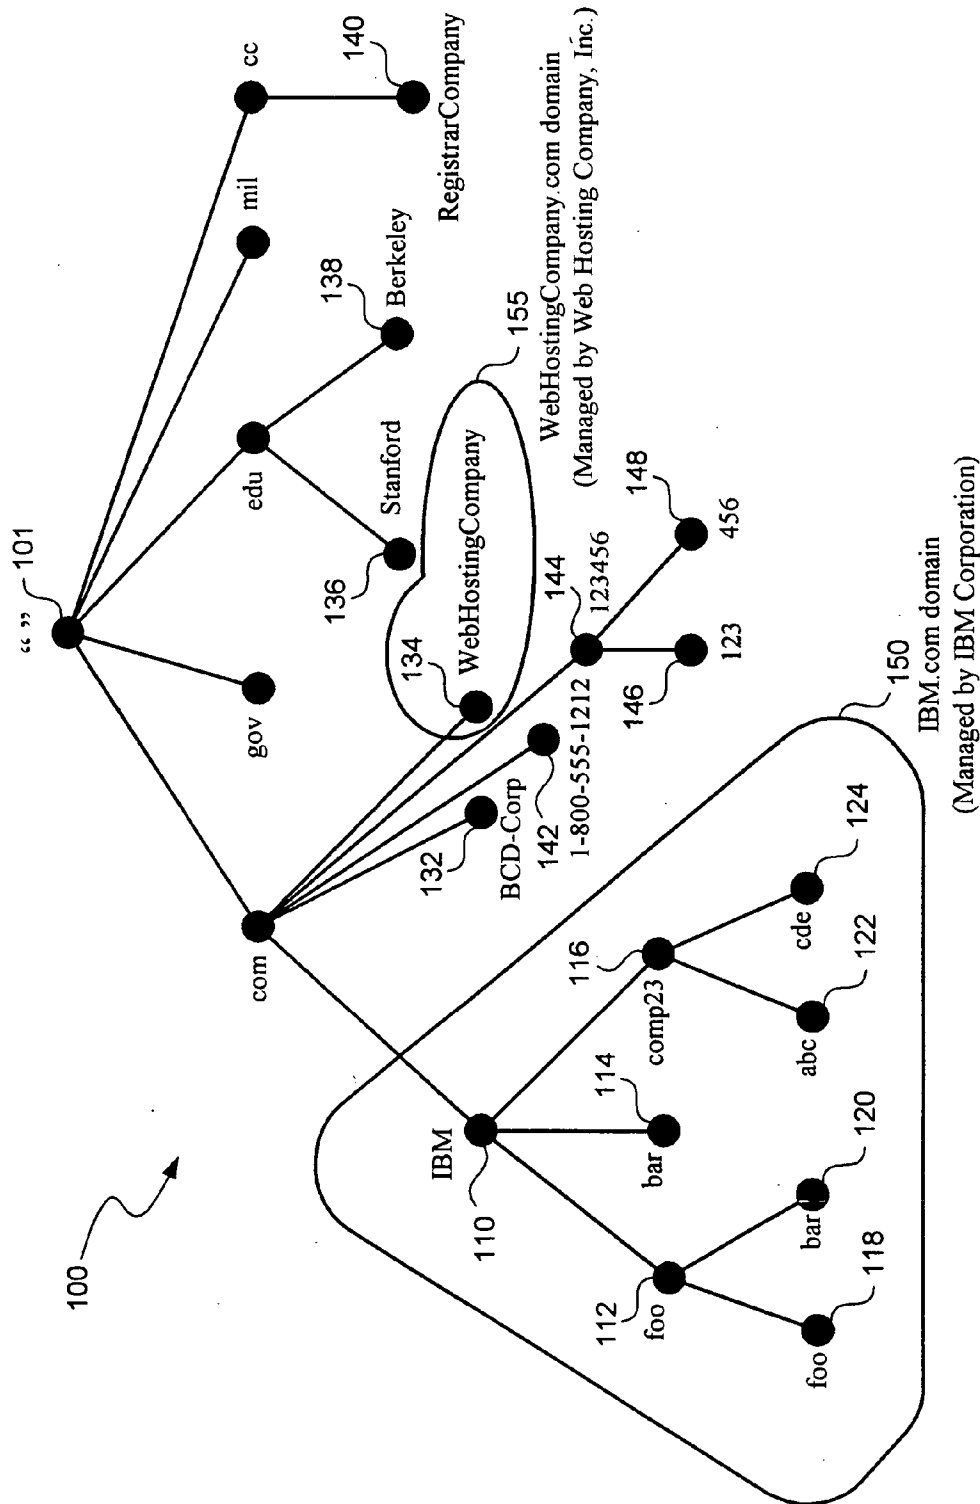 100
“ ”
101
com
gov
edu
mil
cc
140
RegistrarCompany
138
Berkeley
136
Stanford
134
WebHostingCompany
155
WebHostingCompany.com domain
(Managed by Web Hosting Company, Inc.)
132
BCD-Corp
142
1-800-555-1212
144
123456
146
123
148
456
IBM
110
112
foo
114
bar
116
comp23
foo
118
bar
120
abc
122
cde
124
150
IBM.com domain
(Managed by IBM Corporation)